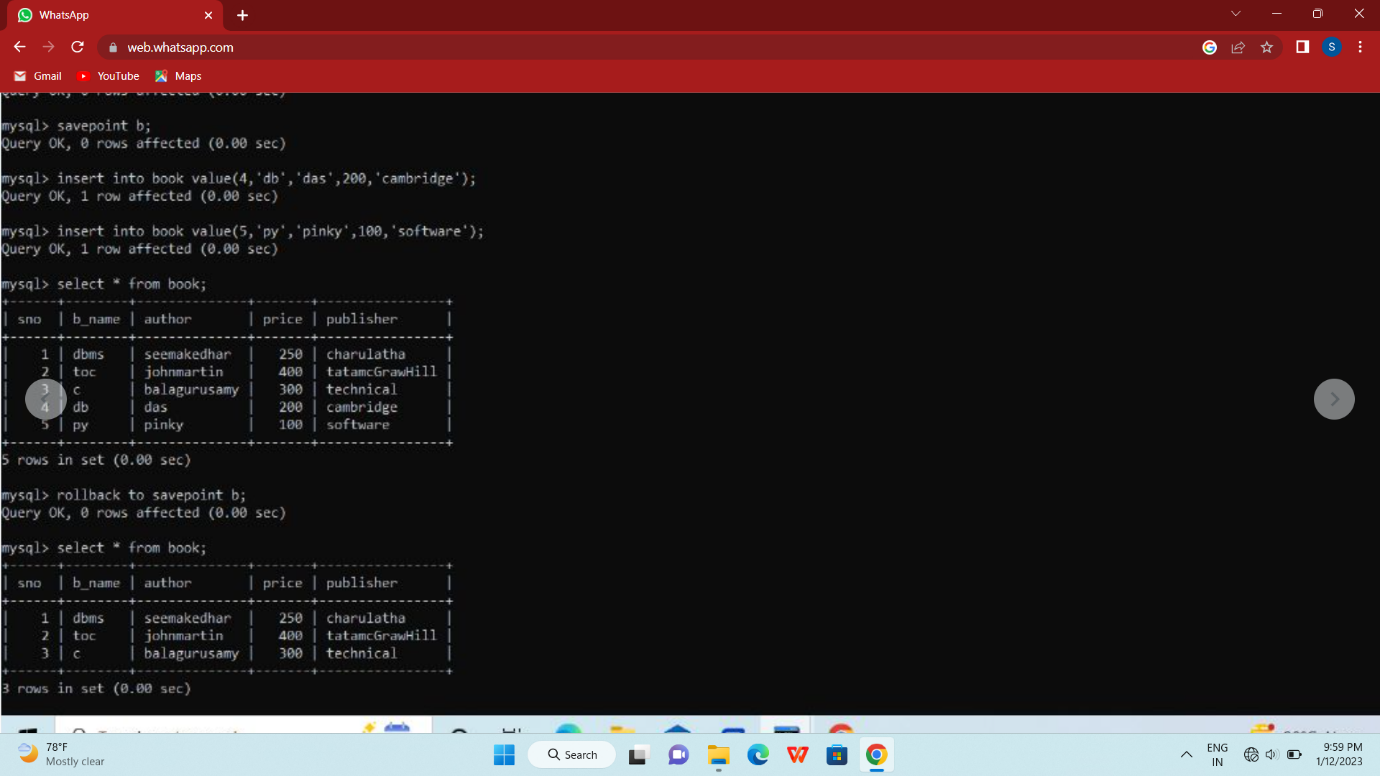 WhatsApp
web.whatsapp.com
S
Gmail YouTube Maps
mysql> savepoint b;
Query OK, 0 rows affected (0.00 sec)
mysql> insert into book value(4,'db','das',200,'cambridge');
Query OK, 1 row affected (0.00 sec)
mysql> insert into book value(5,'py','pinky',100,'software');
Query OK, 1 row affected (0.00 sec)
mysql> select * from book;
| sno | b_name | author | price | publisher |
| 1 | dbms | seemakedhar | 250 | charulatha |
| 2 | toc | johnmartin | 400 | tatamcGrawHill |
| 3 | c | balagurusamy | 300 | technical |
| 4 | db | das | 200 | cambridge |
| 5 | py | pinky | 100 | software |
5 rows in set (0.00 sec)
mysql> rollback to savepoint b;
Query OK, 0 rows affected (0.00 sec)
mysql> select * from book;
| sno | b_name | author | price | publisher |
| 1 | dbms | seemakedhar | 250 | charulatha |
| 2 | toc | johnmartin | 400 | tatamcGrawHill |
| 3 | c | balagurusamy | 300 | technical |
3 rows in set (0.00 sec)
78°F
Mostly clear
Search
ENG
IN
9:59 PM
1/12/2023